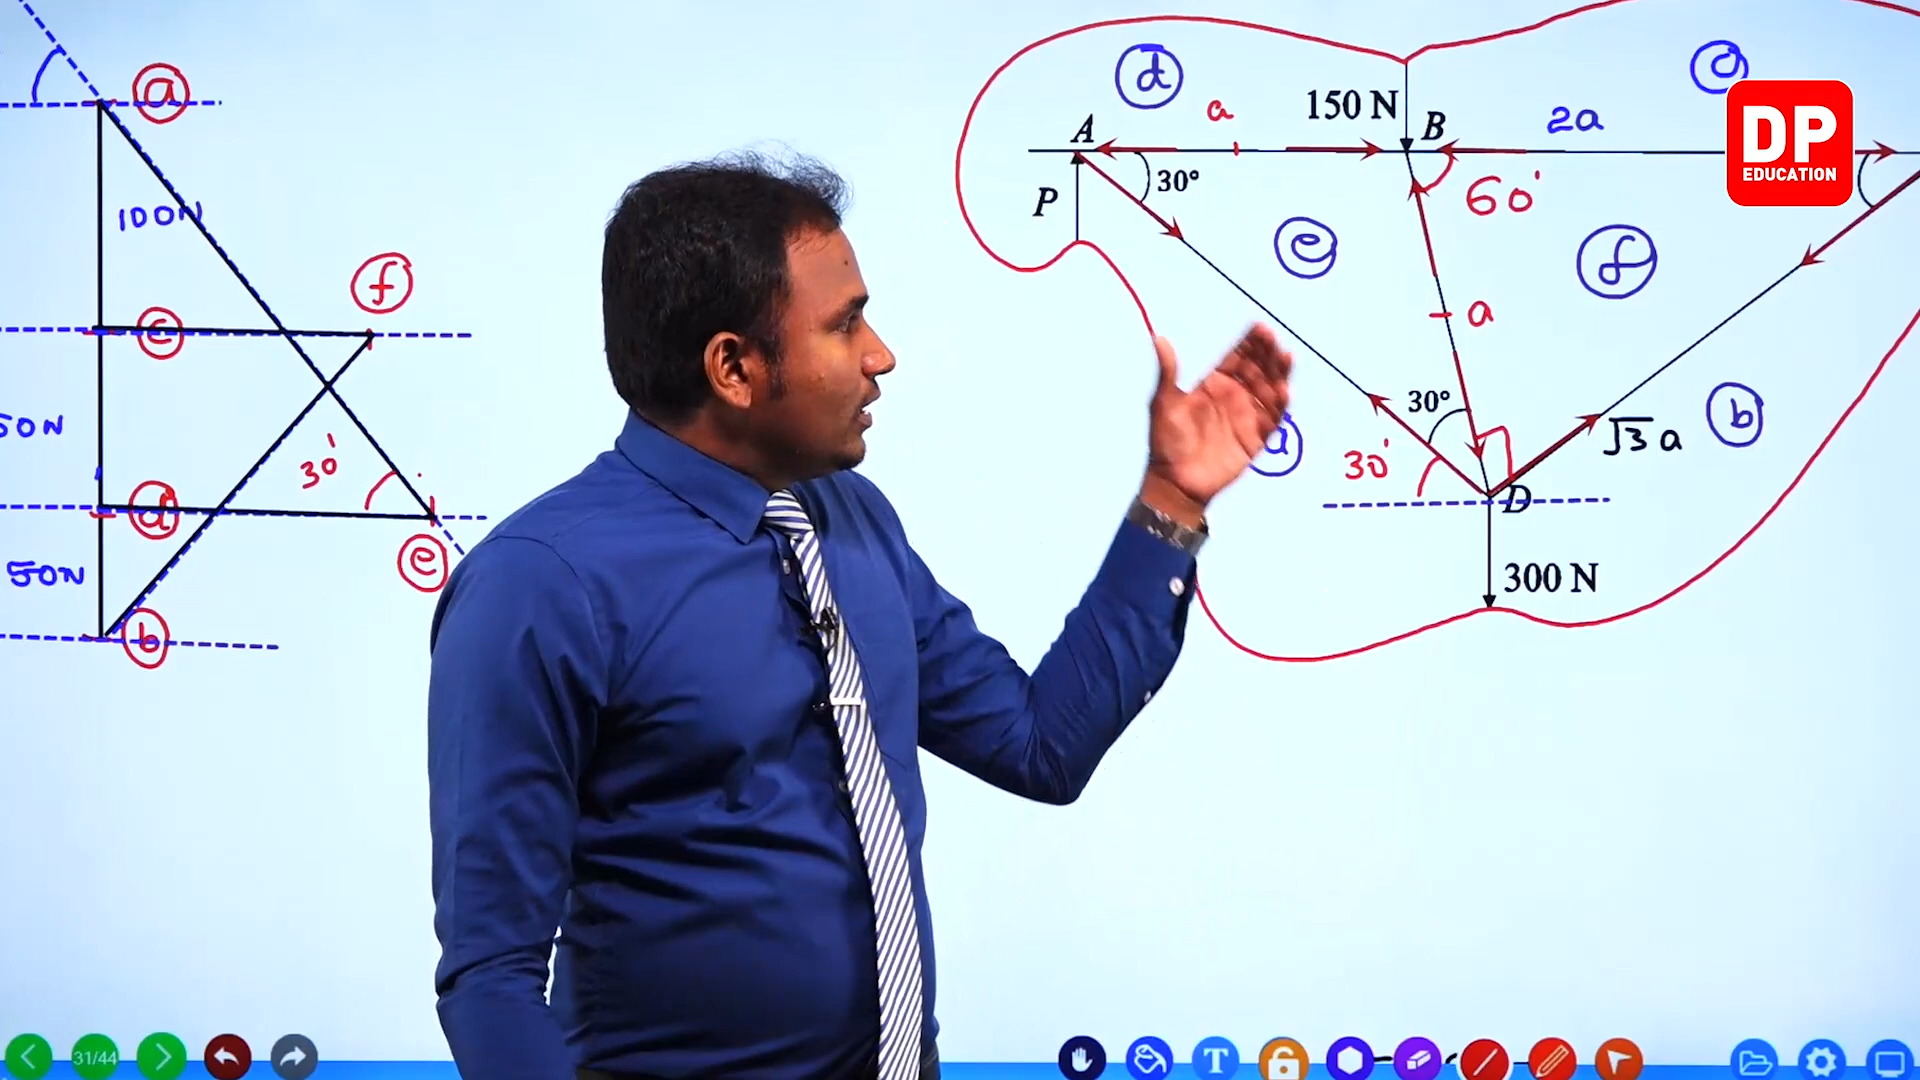 a
100N
f
c
50N
30'
d
e
50N
b
d
a
150 N
B
2a
DP
EDUCATION
A
30°
P
60°
e
f
a
30°
30'
a
√3 a
b
D
300 N
31/44
T